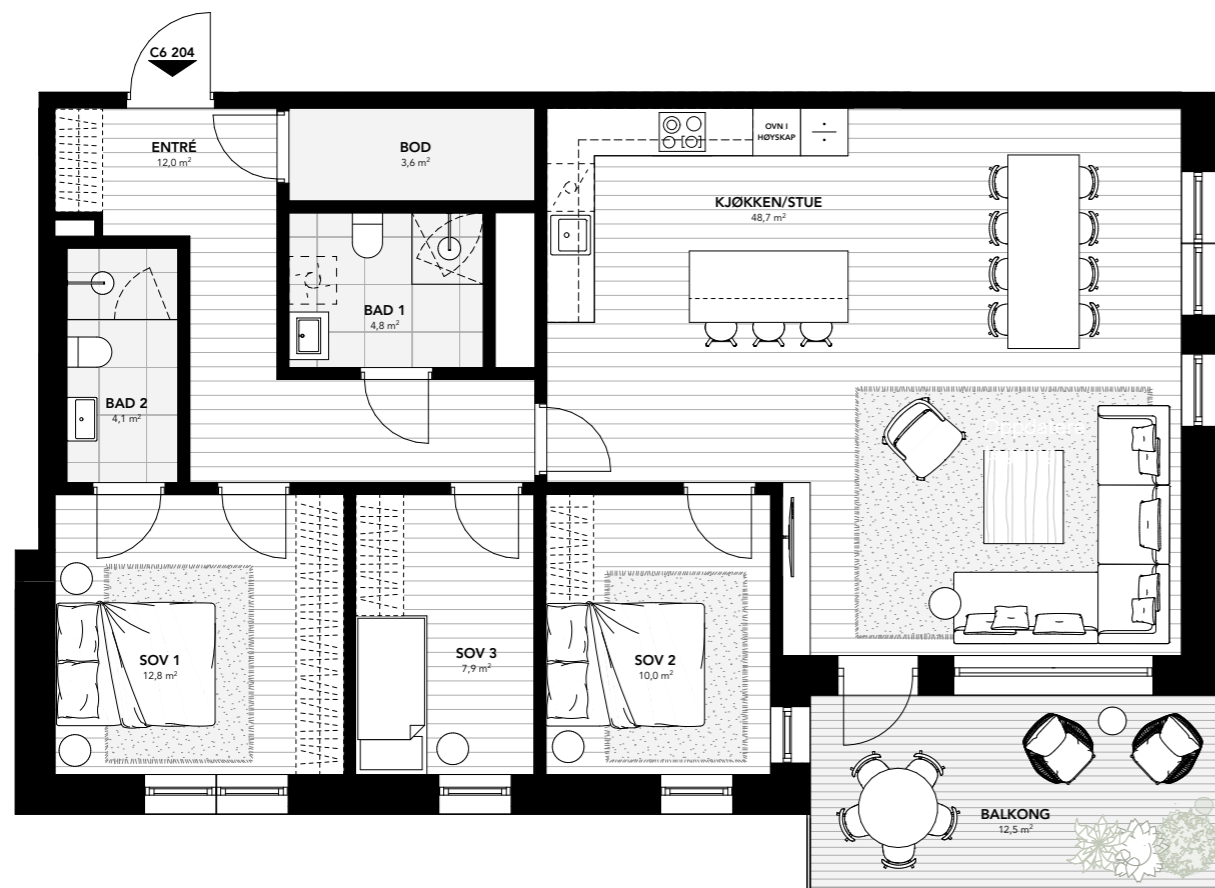 C6 204
ENTRÉ
12,0 m²
BOD
3,6 m²
OVN I
HØYSKAP
KJØKKEN/STUE
48,7 m²
BAD 1
4,8 m²
BAD 2
4,1 m²
SOV 1
12,8 m²
SOV 3
7,9 m²
SOV 2
10,0 m²
BALKONG
12,5 m²